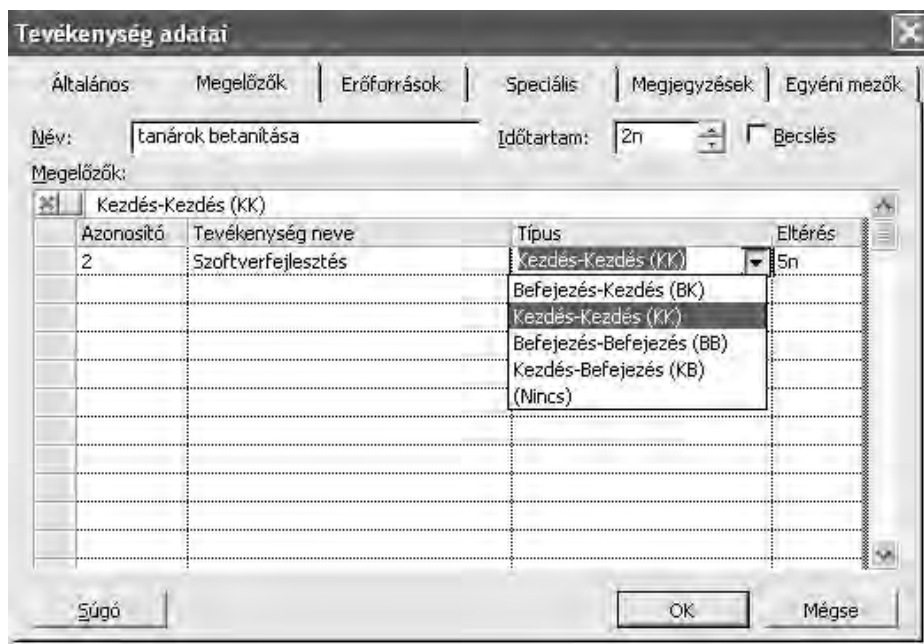 Tevékenység adatai
Általános Megelőzők Erőforrások Speciális Megjegyzések Egyéni mezők
Név: tanárok betanítása Időtartam: 2n Becslés
Megelőzők:
Kezdés-Kezdés (KK)
Azonosító Tevékenység neve Típus Eltérés
2 Szoftverfejlesztés Kezdés-Kezdés (KK) 5n
Befejezés-Kezdés (BK)
Kezdés-Kezdés (KK)
Befejezés-Befejezés (BB)
Kezdés-Befejezés (KB)
(Nincs)
Súgó OK Mégse